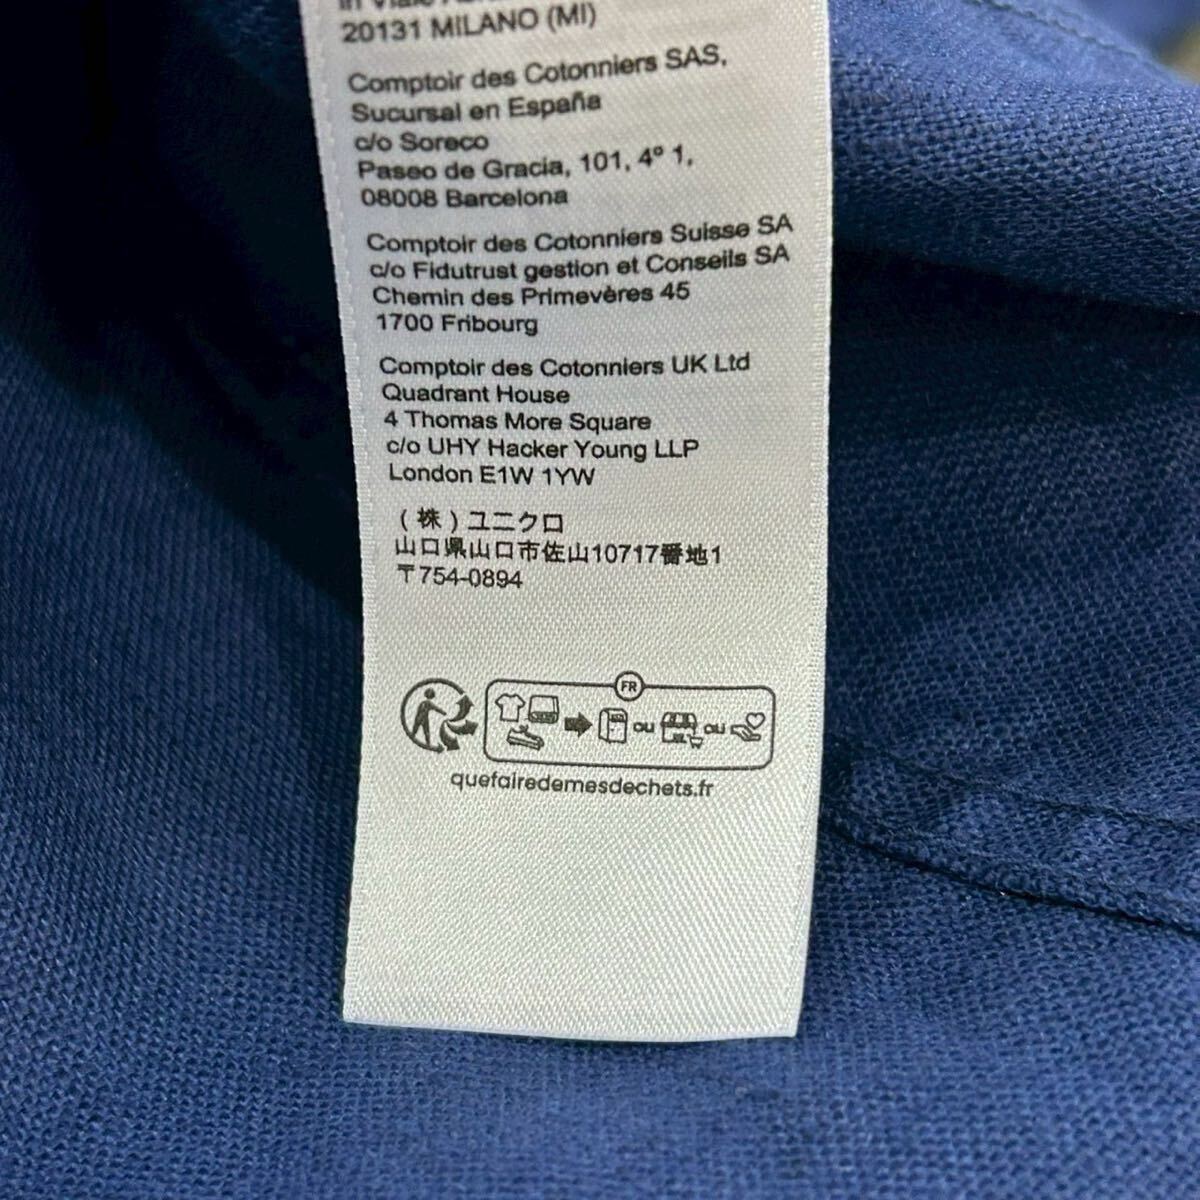 in Viale
20131 MILANO (MI)
Comptoir des Cotonniers SAS,
Sucursal en España
c/o Soreco
Paseo de Gracia, 101, 4º 1,
08008 Barcelona
Comptoir des Cotonniers Suisse SA
c/o Fidutrust gestion et Conseils SA
Chemin des Primevères 45
1700 Fribourg
Comptoir des Cotonniers UK Ltd
Quadrant House
4 Thomas More Square
c/o UHY Hacker Young LLP
London E1W 1YW
(株)ユニクロ
山口県山口市佐山10717番地1
〒754-0894
FR
ou ou
quefairedemesdechets.fr